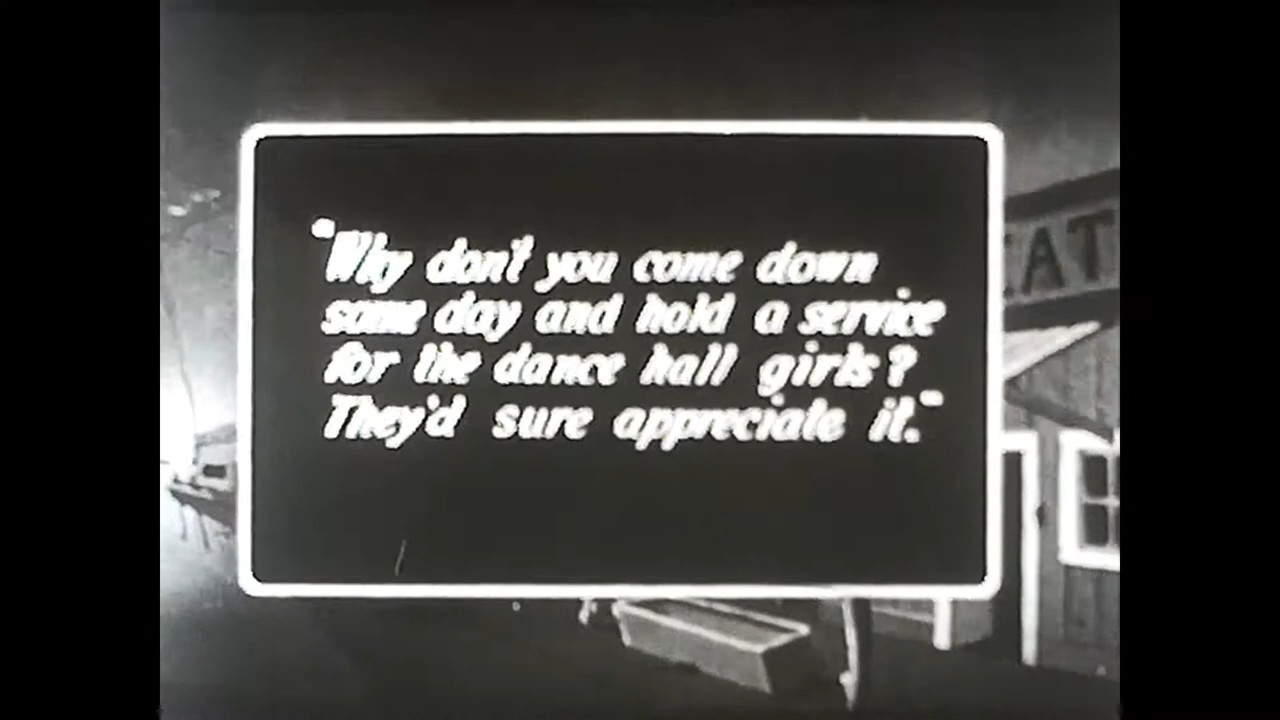 "Why don't you come down
some day and hold a service
for the dance hall girls?
They'd sure appreciate it."
EAT